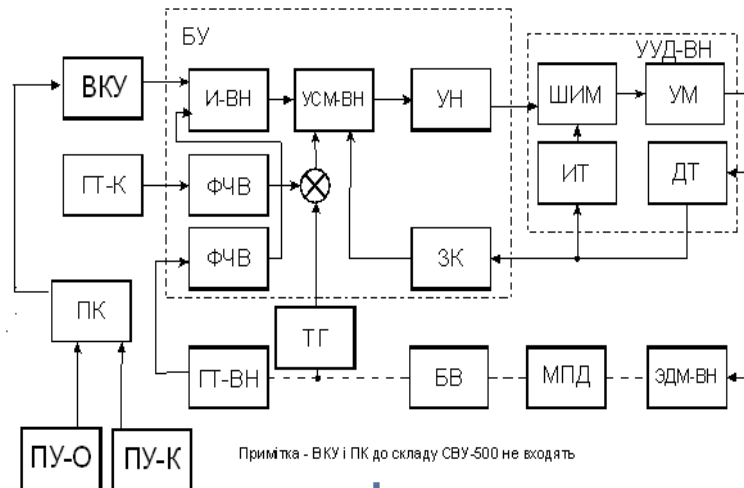 БУ
УУД-ВН
ВКУ
И-ВН
УСМ-ВН
УН
ШИМ
УМ
ГТ-К
ФЧВ
ИТ
ДТ
ФЧВ
ЗК
ПК
ТГ
ГТ-ВН
БВ
МПД
ЭДМ-ВН
ПУ-О
ПУ-К
Примітка - ВКУ і ПК до складу СВУ-500 не входять